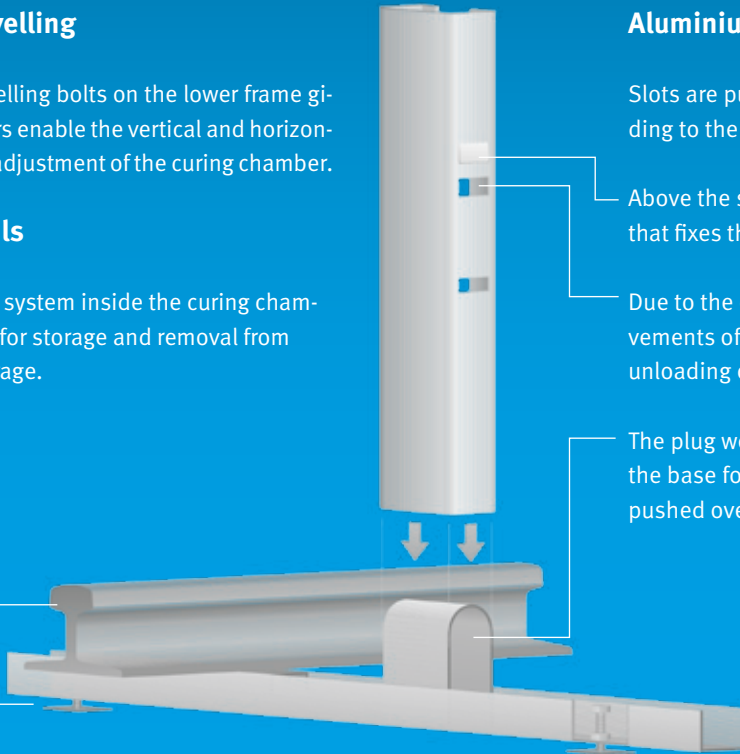 velling
elling bolts on the lower frame gi-
rs enable the vertical and horizon-
adjustment of the curing chamber.
ls
system inside the curing cham-
for storage and removal from
age.
Aluminiu
Slots are pu
ding to the
Above the s
that fixes th
Due to the
vements of
unloading
The plug we
the base fo
pushed ove